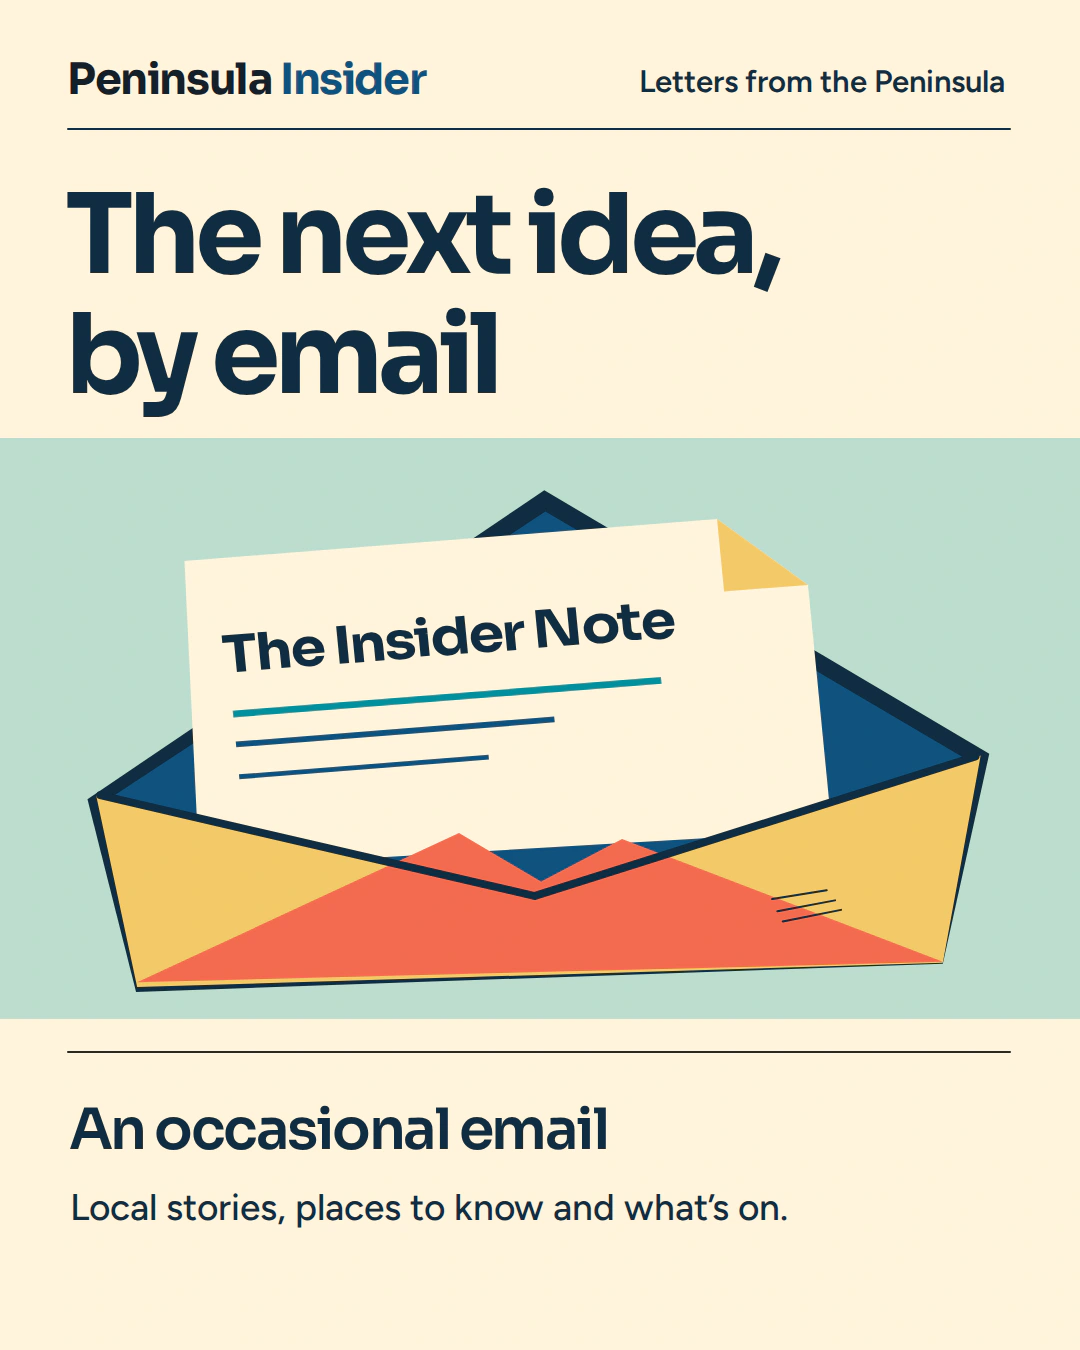 Peninsula Insider
Letters from the Peninsula
The next idea,
by email
The Insider Note
An occasional email
Local stories, places to know and what’s on.